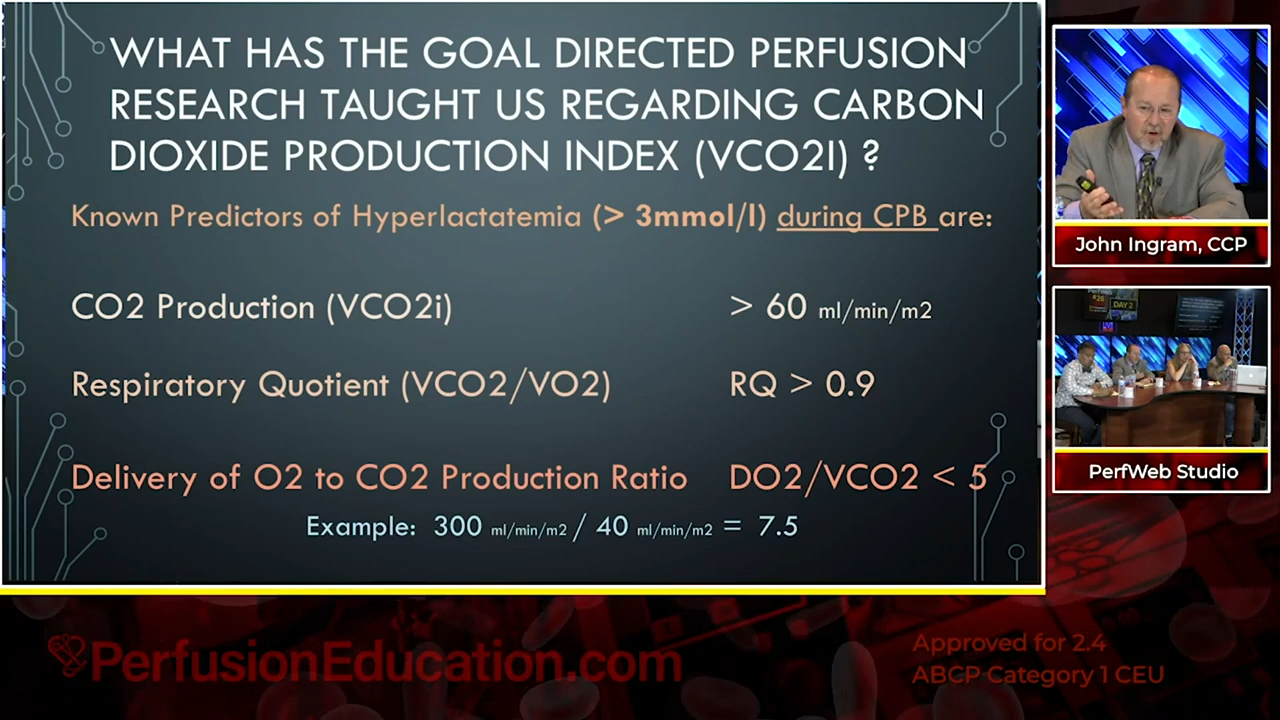 WHAT HAS THE GOAL DIRECTED PERFUSION
RESEARCH TAUGHT US REGARDING CARBON
DIOXIDE PRODUCTION INDEX (VCO2I) ?
Known Predictors of Hyperlactatemia (> 3mmol/l) during CPB are:
CO2 Production (VCO2i) > 60 ml/min/m2
Respiratory Quotient (VCO2/VO2) RQ > 0.9
Delivery of O2 to CO2 Production Ratio DO2/VCO2 < 5
Example: 300 ml/min/m2 / 40 ml/min/m2 = 7.5
John Ingram, CCP
DAY 2
PerfWeb Studio
PerfusionEducation.com
Approved for 2.4
ABCP Category 1 CEU